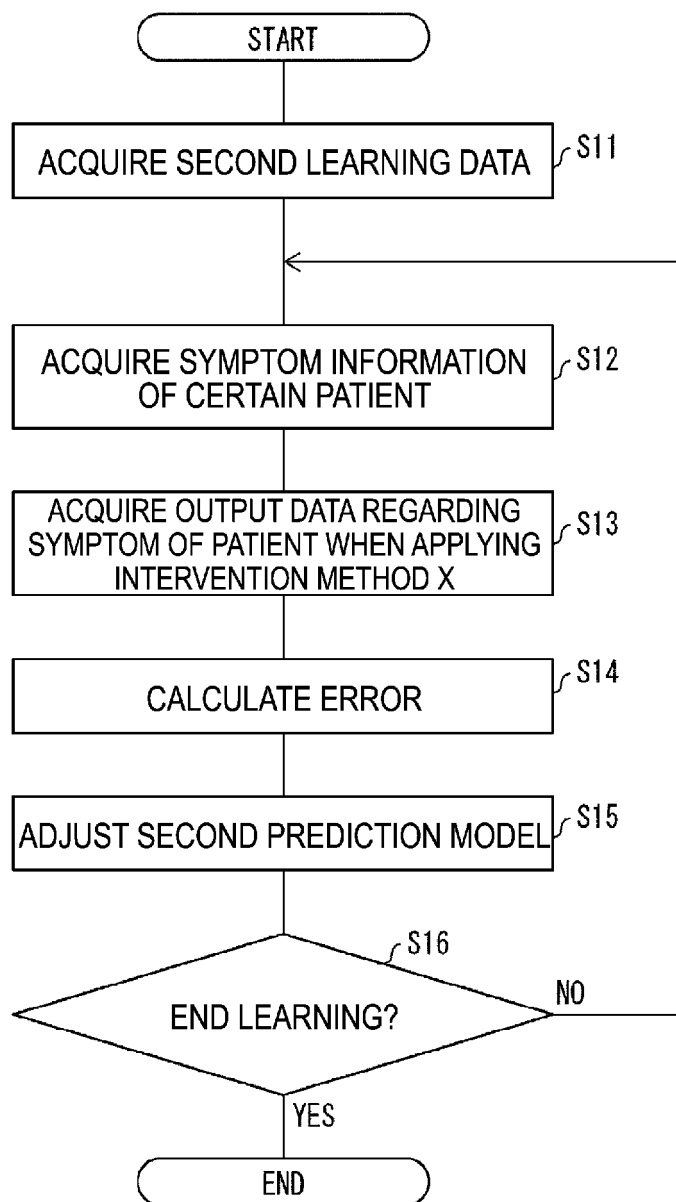 START
ACQUIRE SECOND LEARNING DATA
S11
ACQUIRE SYMPTOM INFORMATION
OF CERTAIN PATIENT
S12
ACQUIRE OUTPUT DATA REGARDING
SYMPTOM OF PATIENT WHEN APPLYING
INTERVENTION METHOD X
S13
CALCULATE ERROR
S14
ADJUST SECOND PREDICTION MODEL
S15
S16
END LEARNING?
NO
YES
END